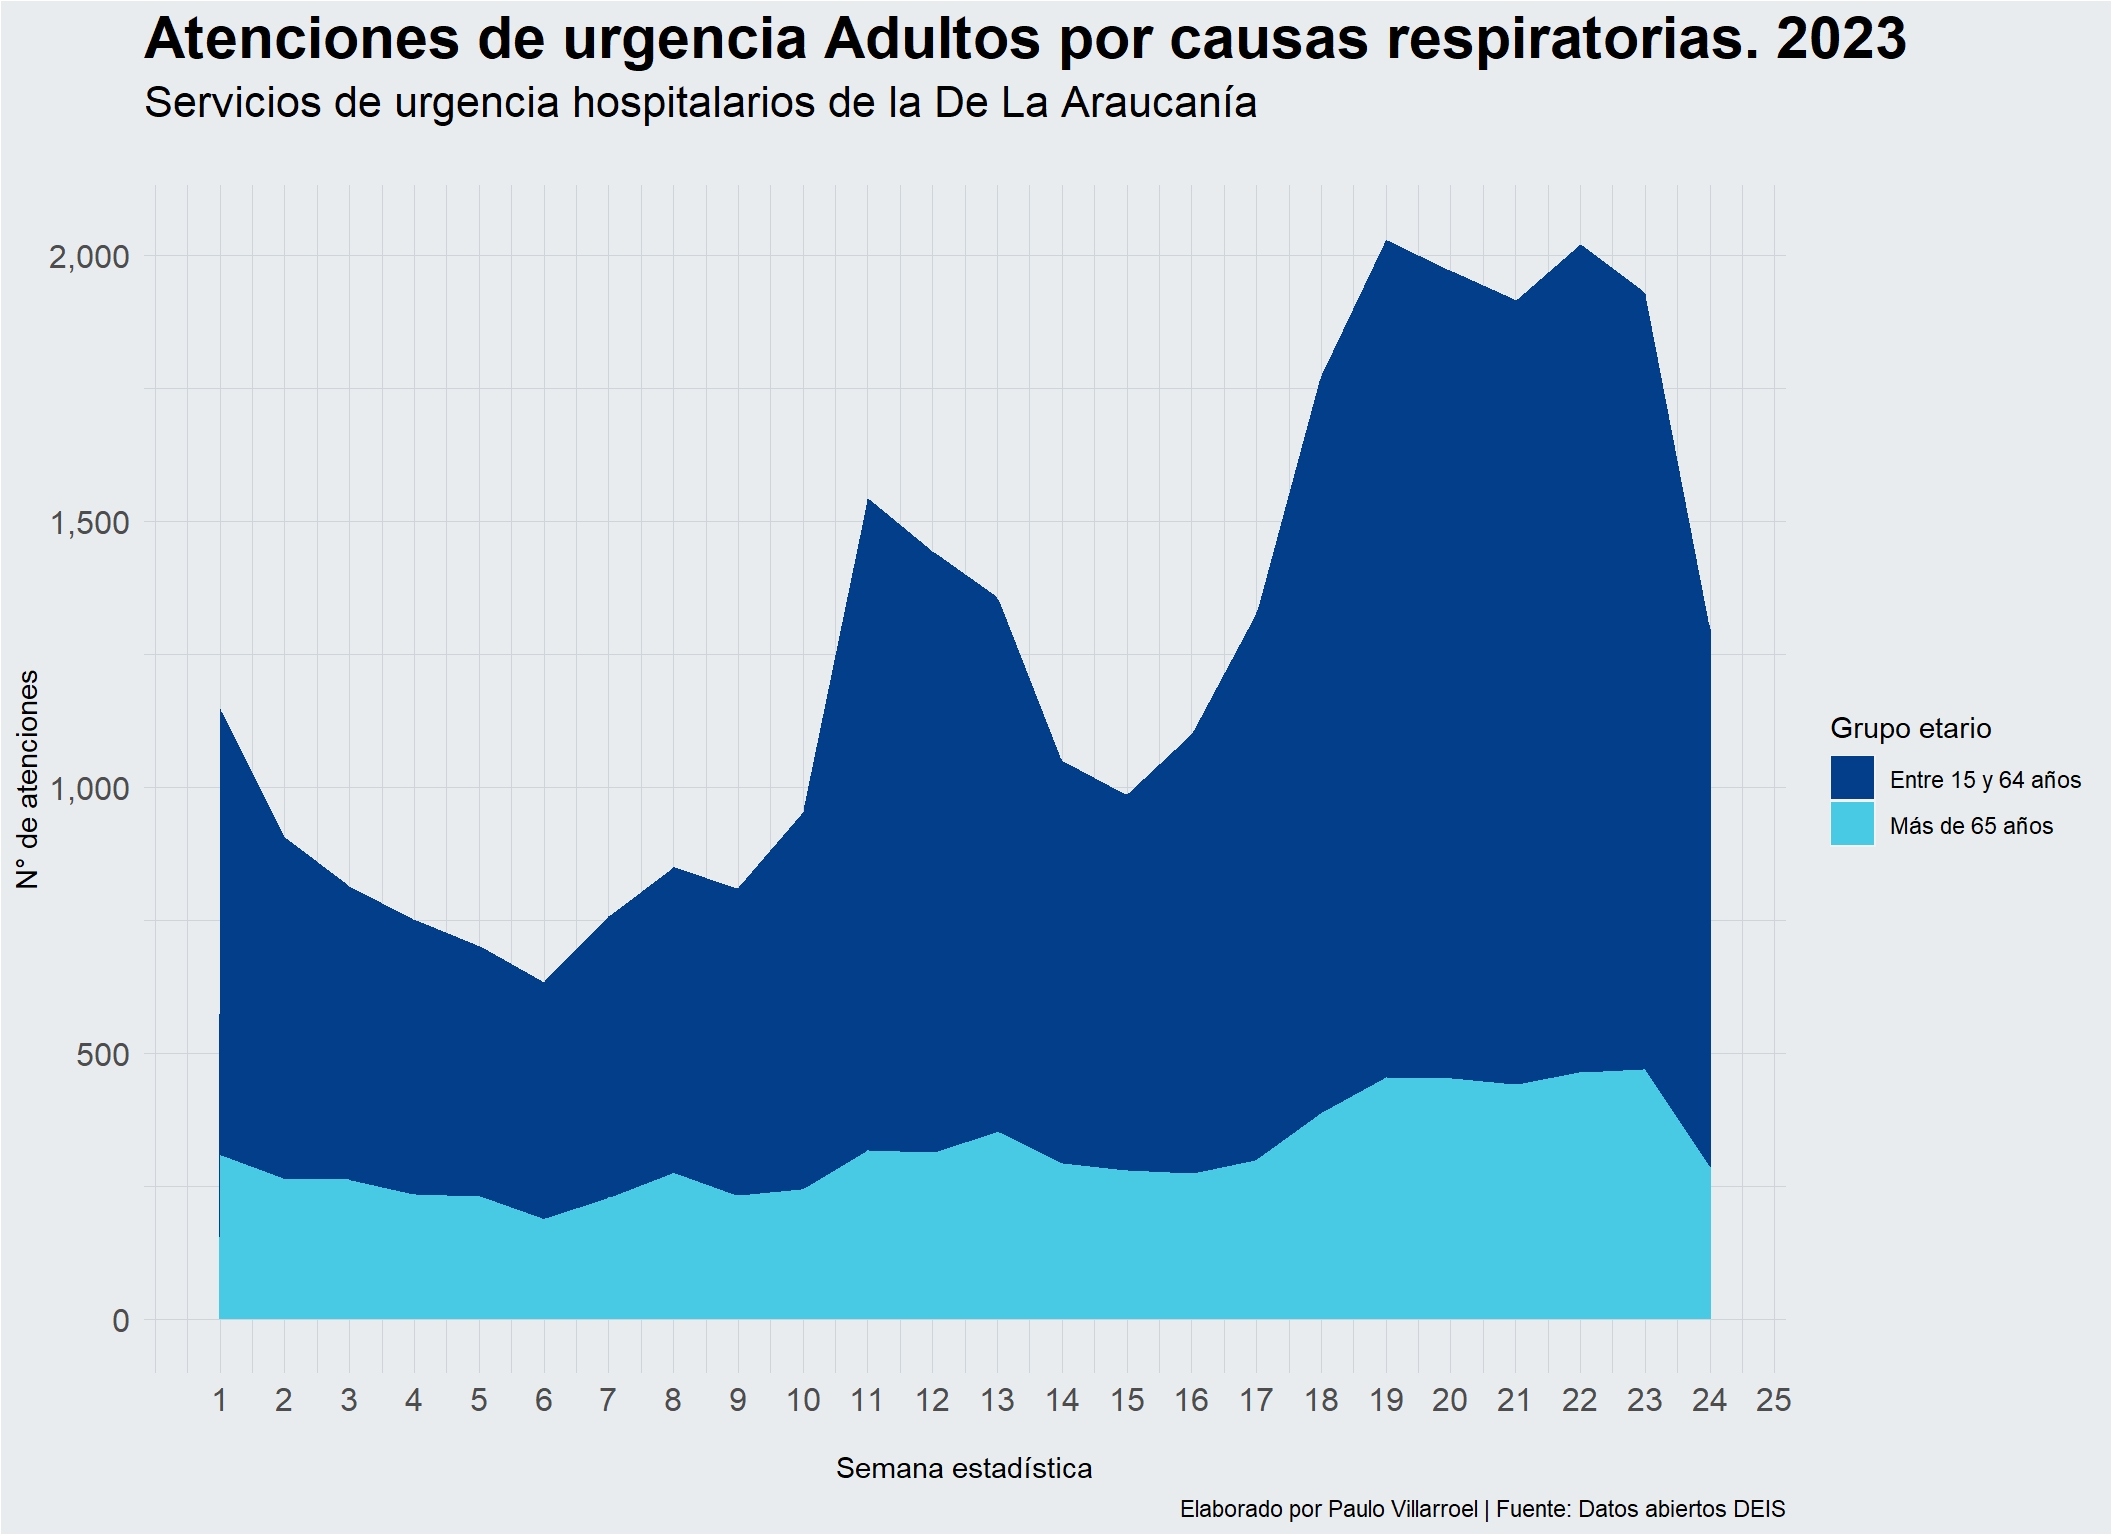 Atenciones de urgencia Adultos por causas respiratorias. 2023
Servicios de urgencia hospitalarios de la De La Araucanía
2,000
1,500
1,000
500
0
N° de atenciones
1 2 3 4 5 6 7 8 9 10 11 12 13 14 15 16 17 18 19 20 21 22 23 24 25
Semana estadística
Grupo etario
Entre 15 y 64 años
Más de 65 años
Elaborado por Paulo Villarroel | Fuente: Datos abiertos DEIS